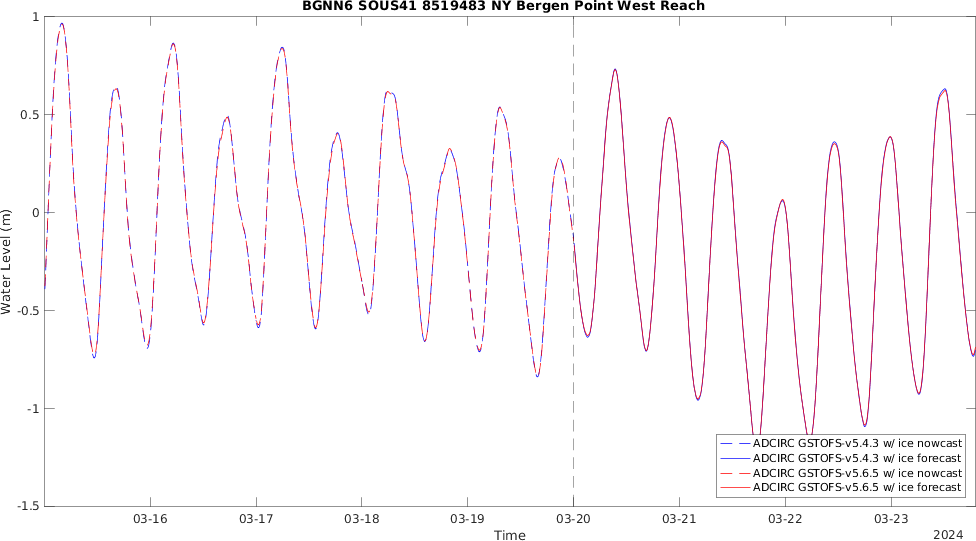 BGNN6 SOUS41 8519483 NY Bergen Point West Reach
1
0.5
0
-0.5
-1
-1.5
Water Level (m)
ADCIRC GSTOFS-v5.4.3 w/ ice nowcast
ADCIRC GSTOFS-v5.4.3 w/ ice forecast
ADCIRC GSTOFS-v5.6.5 w/ ice nowcast
ADCIRC GSTOFS-v5.6.5 w/ ice forecast
03-16 03-17 03-18 03-19 03-20 03-21 03-22 03-23
Time
2024